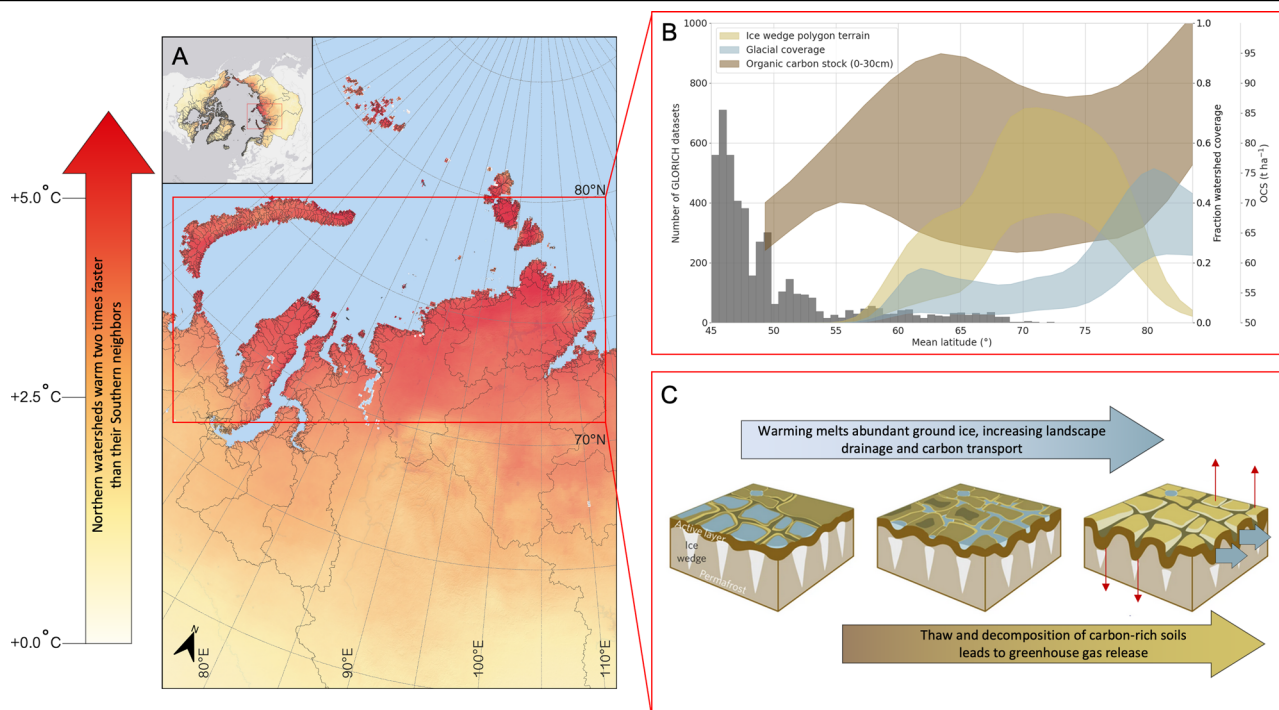 +5.0 °C
+2.5 °C
+0.0 °C
Northern watersheds warm two times faster
than their Southern neighbors
A
80°N
70°N
N
80°E
90°E
100°E
110°E
B
Ice wedge polygon terrain
Glacial coverage
Organic carbon stock (0-30cm)
Number of GLORICH datasets
1000
800
600
400
200
0
45
50
55
60
65
70
75
80
Mean latitude (°)
1.0
0.8
0.6
0.4
0.2
0.0
Fraction watershed coverage
95
90
85
80
75
70
65
60
55
50
OCS (t ha⁻¹)
C
Warming melts abundant ground ice, increasing landscape
drainage and carbon transport
Active layer
Ice
wedge
Permafrost
Thaw and decomposition of carbon-rich soils
leads to greenhouse gas release